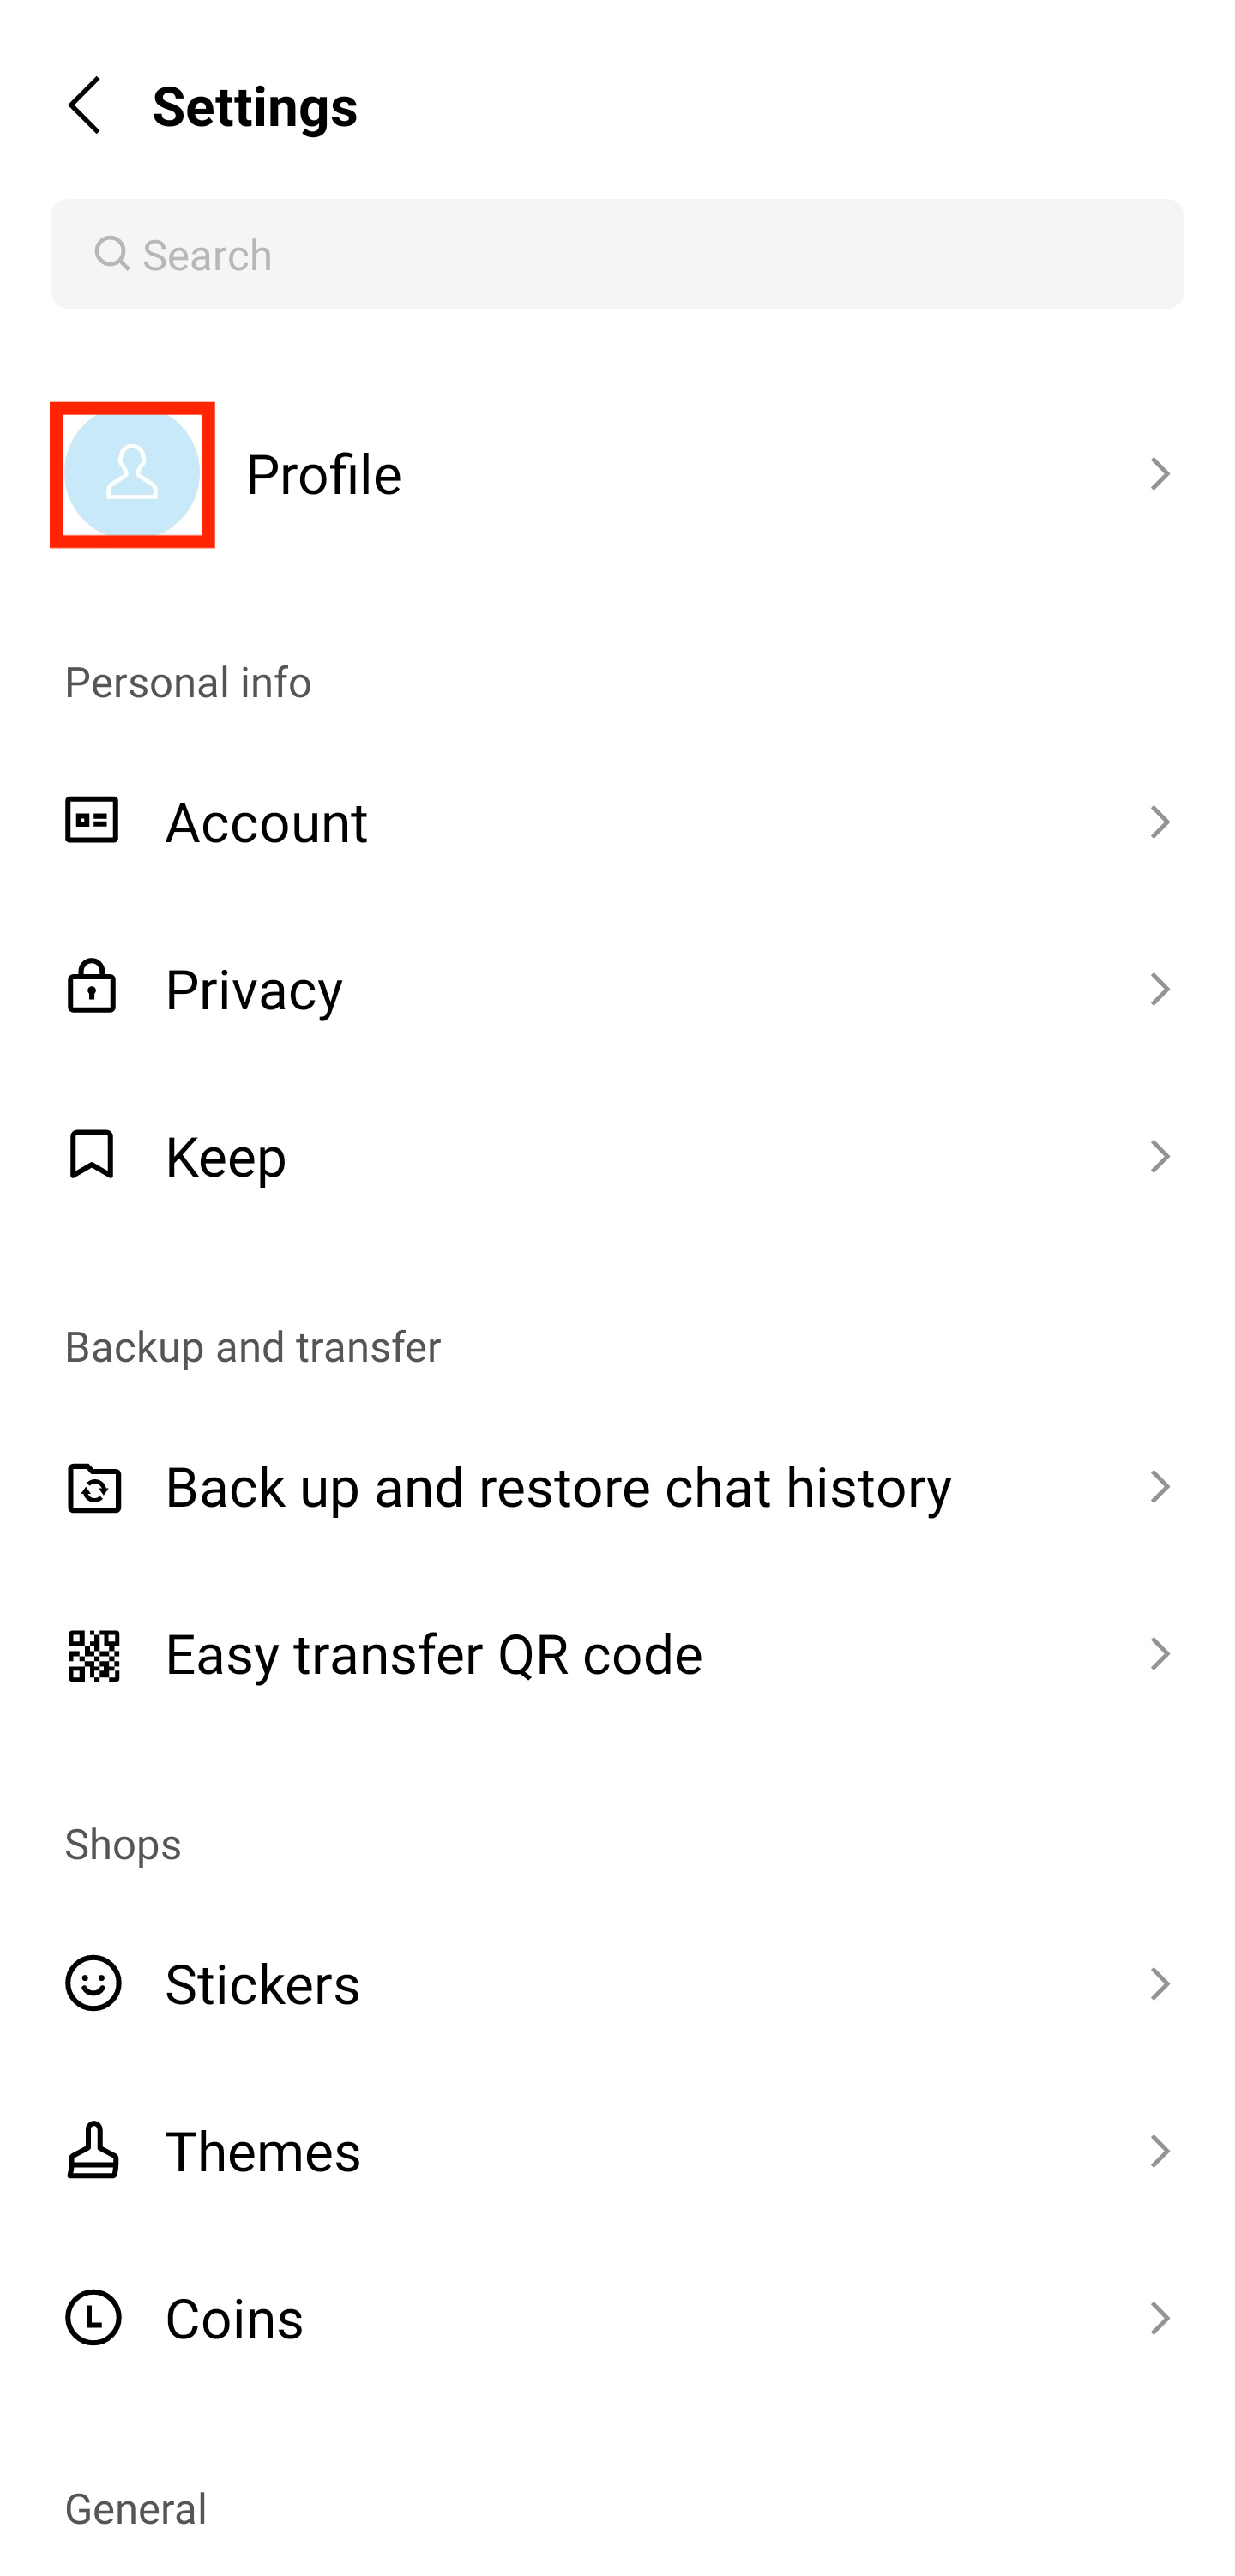 Settings
Search
Profile
Personal info
Account
Privacy
Keep
Backup and transfer
Back up and restore chat history
Easy transfer QR code
Shops
Stickers
Themes
Coins
General